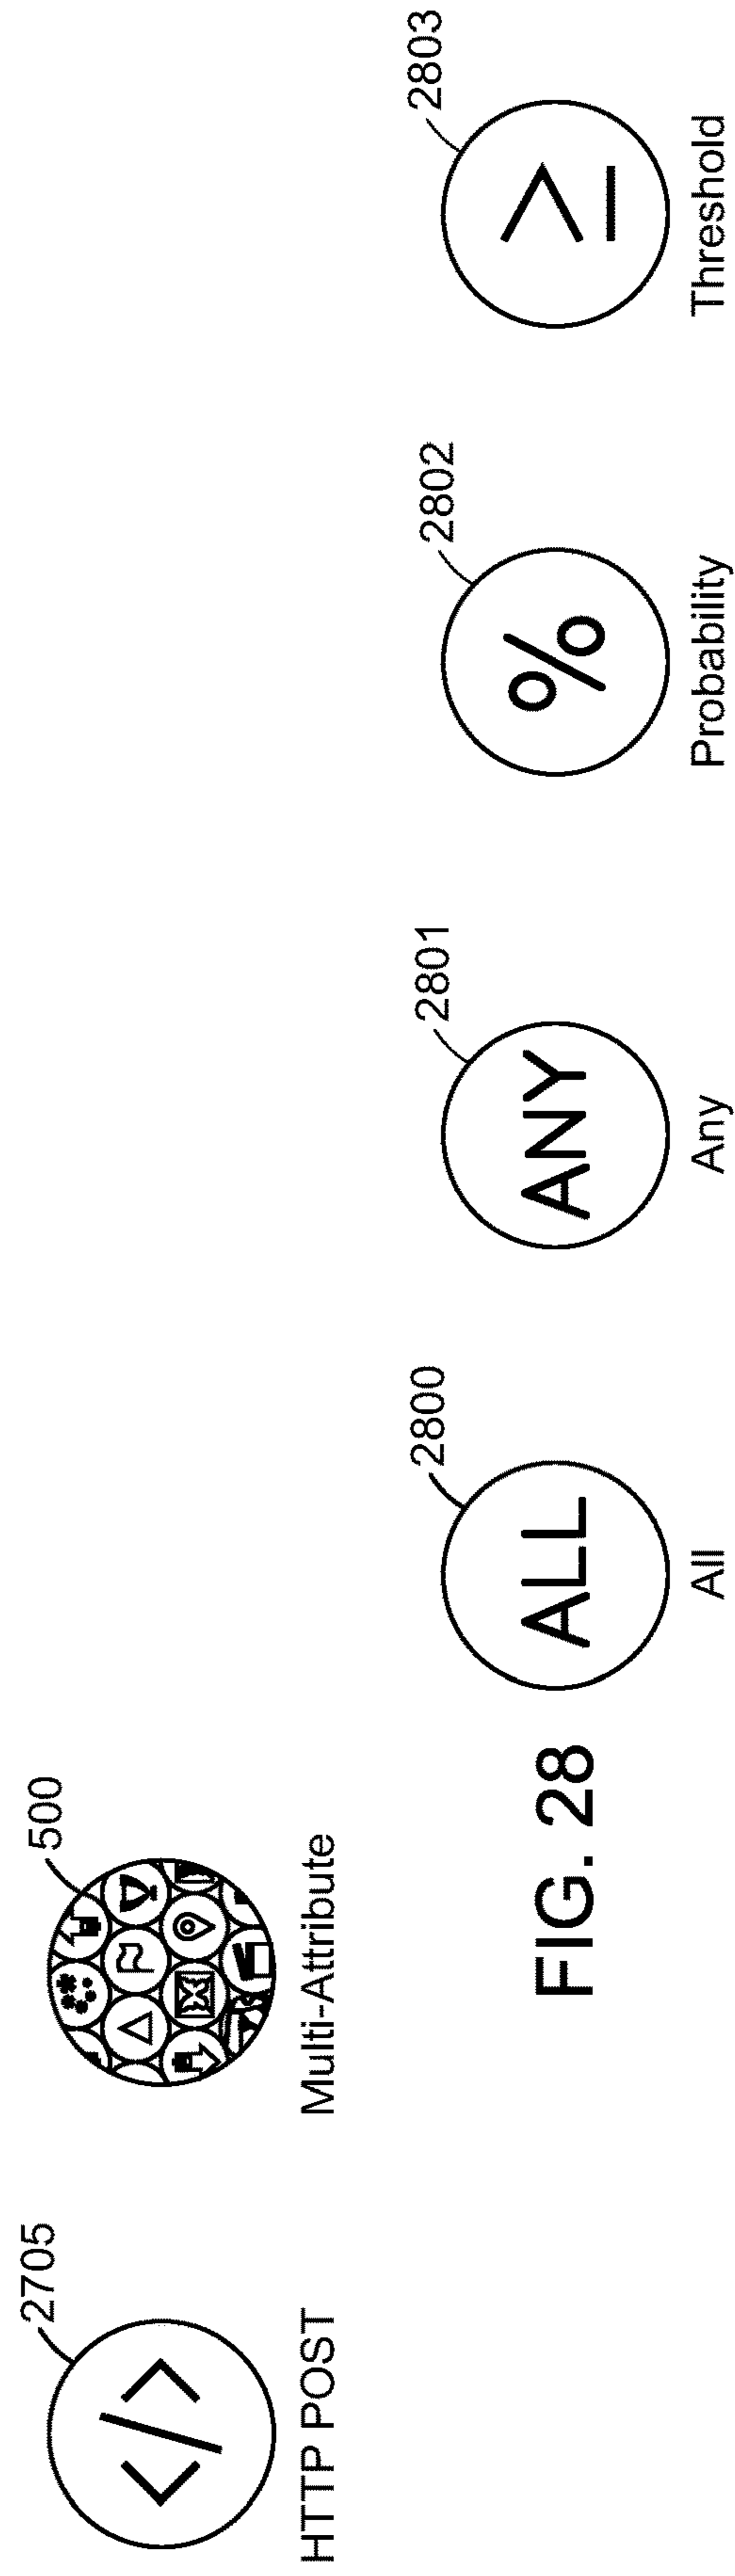 2705
500
</>
HTTP POST
Multi-Attribute
FIG. 28
2800
2801
2802
2803
ALL
ANY
%
≥
All
Any
Probability
Threshold